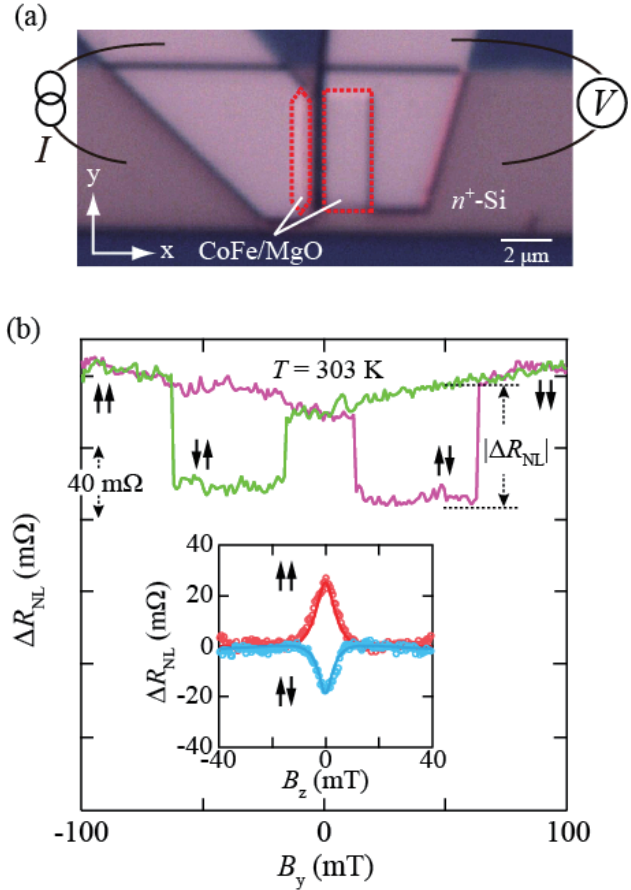 (a)
I
V
y
x
n⁺-Si
CoFe/MgO
2 μm
(b)
T = 303 K
↑↑
↓↓
↓↑
↑↓
|ΔR_NL|
40 mΩ
ΔR_NL (mΩ)
40
20
0
-20
-40
ΔR_NL (mΩ)
↑↑
↑↓
-40
0
40
B_z (mT)
-100
0
100
B_y (mT)